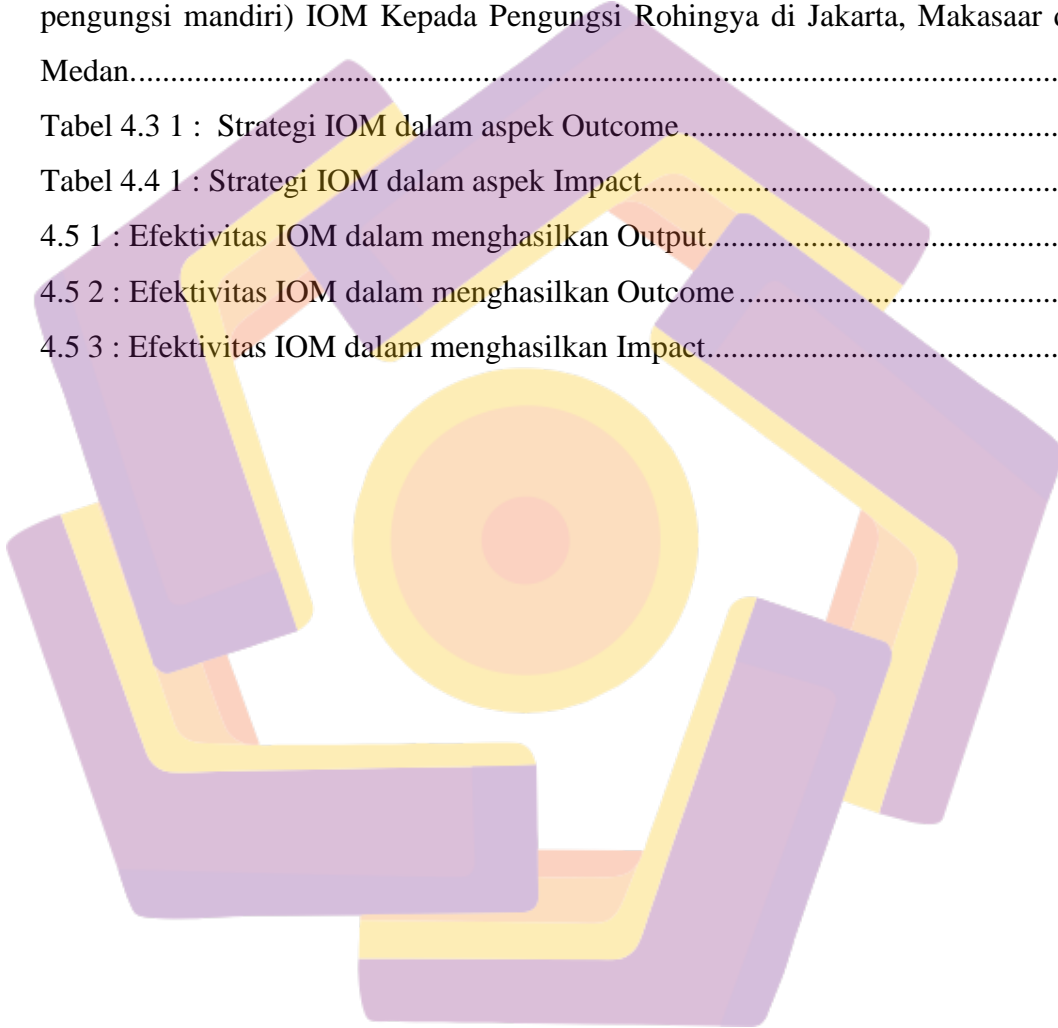 pengungsi mandiri) IOM Kepada Pengungsi Rohingya di Jakarta, Makasaar
Medan..........................................................................................................
Tabel 4.3 1 :  Strategi IOM dalam aspek Outcome..........................................
Tabel 4.4 1 : Strategi IOM dalam aspek Impact..............................................
4.5 1 : Efektivitas IOM dalam menghasilkan Output.......................................
4.5 2 : Efektivitas IOM dalam menghasilkan Outcome...................................
4.5 3 : Efektivitas IOM dalam menghasilkan Impact.......................................